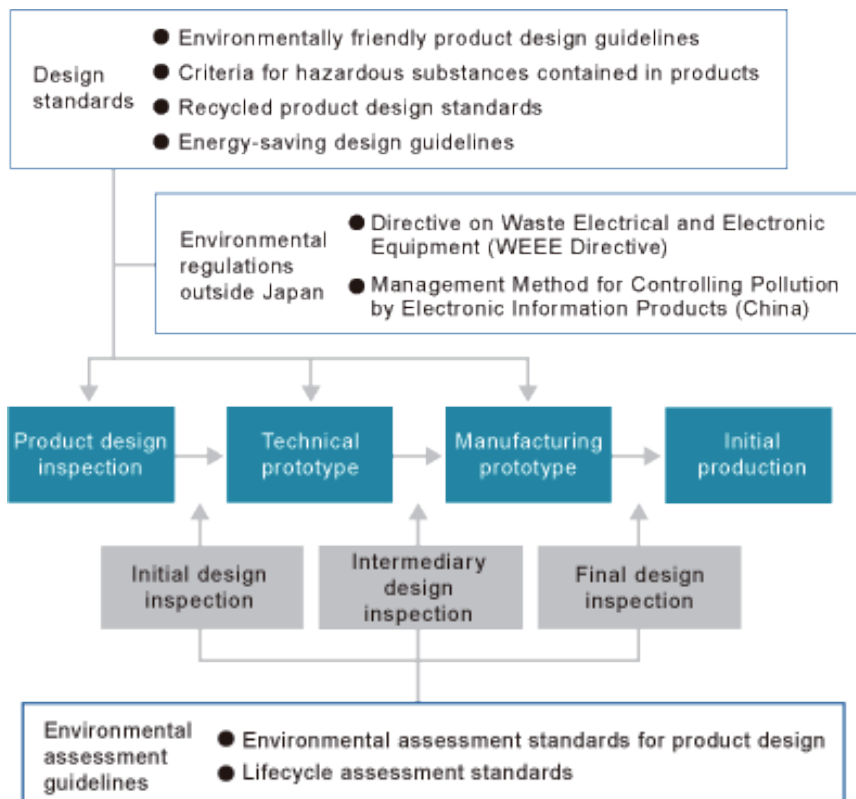 Design
standards
● Environmentally friendly product design guidelines
● Criteria for hazardous substances contained in products
● Recycled product design standards
● Energy-saving design guidelines
Environmental
regulations
outside Japan
● Directive on Waste Electrical and Electronic
Equipment (WEEE Directive)
● Management Method for Controlling Pollution
by Electronic Information Products (China)
Product design
inspection
Technical
prototype
Manufacturing
prototype
Initial
production
Initial design
inspection
Intermediary
design
inspection
Final design
inspection
Environmental
assessment
guidelines
● Environmental assessment standards for product design
● Lifecycle assessment standards